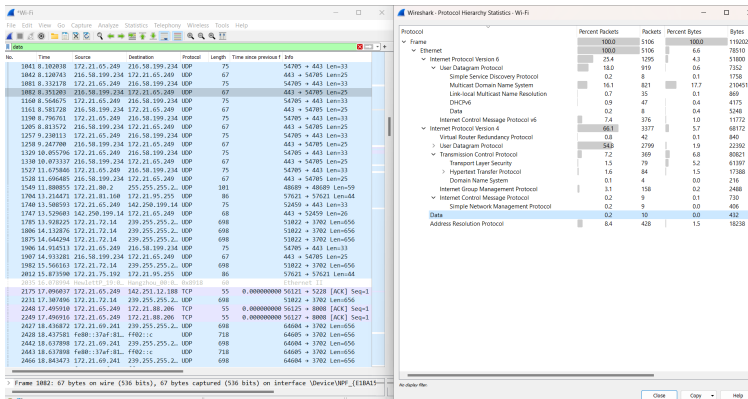 *Wi-Fi
File Edit View Go Capture Analyze Statistics Telephony Wireless Tools Help
data
No. Time Source Destination Protocol Length Time since previous f Info
1041 8.102038 172.21.65.249 216.58.199.234 UDP 75 54705 → 443 Len=33
1042 8.120743 216.58.199.234 172.21.65.249 UDP 67 443 → 54705 Len=25
1081 8.332178 172.21.65.249 216.58.199.234 UDP 75 54705 → 443 Len=33
1082 8.351203 216.58.199.234 172.21.65.249 UDP 67 443 → 54705 Len=25
1160 8.564675 172.21.65.249 216.58.199.234 UDP 75 54705 → 443 Len=33
1161 8.581728 216.58.199.234 172.21.65.249 UDP 67 443 → 54705 Len=25
1190 8.796761 172.21.65.249 216.58.199.234 UDP 75 54705 → 443 Len=33
1205 8.813572 216.58.199.234 172.21.65.249 UDP 67 443 → 54705 Len=25
1257 9.230113 172.21.65.249 216.58.199.234 UDP 75 54705 → 443 Len=33
1258 9.247700 216.58.199.234 172.21.65.249 UDP 67 443 → 54705 Len=25
1329 10.055796 172.21.65.249 216.58.199.234 UDP 75 54705 → 443 Len=33
1330 10.073337 216.58.199.234 172.21.65.249 UDP 67 443 → 54705 Len=25
1527 11.675846 172.21.65.249 216.58.199.234 UDP 75 54705 → 443 Len=33
1528 11.696485 216.58.199.234 172.21.65.249 UDP 67 443 → 54705 Len=25
1549 11.880855 172.21.80.2 255.255.255.2… UDP 101 48689 → 48689 Len=59
1704 13.214471 172.21.81.160 172.21.95.255 UDP 86 57621 → 57621 Len=44
1740 13.508593 172.21.65.249 142.250.199.14 UDP 75 52459 → 443 Len=33
1747 13.529603 142.250.199.14 172.21.65.249 UDP 68 443 → 52459 Len=26
1785 13.928225 172.21.72.14 239.255.255.2… UDP 698 51022 → 3702 Len=656
1806 14.132876 172.21.72.14 239.255.255.2… UDP 698 51022 → 3702 Len=656
1875 14.644294 172.21.72.14 239.255.255.2… UDP 698 51022 → 3702 Len=656
1906 14.914513 172.21.65.249 216.58.199.234 UDP 75 54705 → 443 Len=33
1907 14.933281 216.58.199.234 172.21.65.249 UDP 67 443 → 54705 Len=25
1982 15.566163 172.21.72.14 239.255.255.2… UDP 698 51022 → 3702 Len=656
2012 15.873590 172.21.75.192 172.21.95.255 UDP 86 57621 → 57621 Len=44
2175 17.096037 172.21.65.249 142.251.12.188 TCP 55 0.000000000 56121 → 5228 [ACK] Seq=1
2231 17.307496 172.21.72.14 239.255.255.2… UDP 698 51022 → 3702 Len=656
2248 17.495910 172.21.65.249 172.21.88.206 TCP 55 0.000000000 56125 → 8008 [ACK] Seq=1
2249 17.496916 172.21.65.249 172.21.88.206 TCP 55 0.000000000 56127 → 8008 [ACK] Seq=1
2427 18.436872 172.21.69.241 239.255.255.2… UDP 698 64604 → 3702 Len=656
2428 18.437581 fe80::37af:81… ff02::c UDP 718 64605 → 3702 Len=656
2442 18.637898 172.21.69.241 239.255.255.2… UDP 698 64604 → 3702 Len=656
2443 18.637898 fe80::37af:81… ff02::c UDP 718 64605 → 3702 Len=656
2466 18.843473 172.21.69.241 239.255.255.2… UDP 698 64604 → 3702 Len=656
Frame 1082: 67 bytes on wire (536 bits), 67 bytes captured (536 bits) on interface \Device\NPF_{E1BA15
Wireshark - Protocol Hierarchy Statistics - Wi-Fi
Protocol Percent Packets Packets Percent Bytes Bytes
Frame 100.0 5106 100.0 119202
Ethernet 100.0 5106 6.6 78510
Internet Protocol Version 6 25.4 1295 4.3 51800
User Datagram Protocol 18.0 919 0.6 7352
Simple Service Discovery Protocol 0.2 8 0.1 1758
Multicast Domain Name System 16.1 821 17.7 210451
Link-local Multicast Name Resolution 0.7 35 0.1 869
DHCPv6 0.9 47 0.4 4175
Data 0.2 8 0.4 5248
Internet Control Message Protocol v6 7.4 376 1.0 11772
Internet Protocol Version 4 66.1 3377 5.7 68172
Virtual Router Redundancy Protocol 0.8 42 0.1 840
User Datagram Protocol 54.8 2799 1.9 22392
Transmission Control Protocol 7.2 369 6.8 80821
Transport Layer Security 1.5 79 5.2 61397
Hypertext Transfer Protocol 1.6 84 1.5 17388
Domain Name System 0.1 4 0.0 216
Internet Group Management Protocol 3.1 158 0.2 2488
Internet Control Message Protocol 0.2 9 0.1 730
Simple Network Management Protocol 0.2 9 0.0 406
Data 0.2 10 0.0 432
Address Resolution Protocol 8.4 428 1.5 18238
No display filter.
Close Copy Help